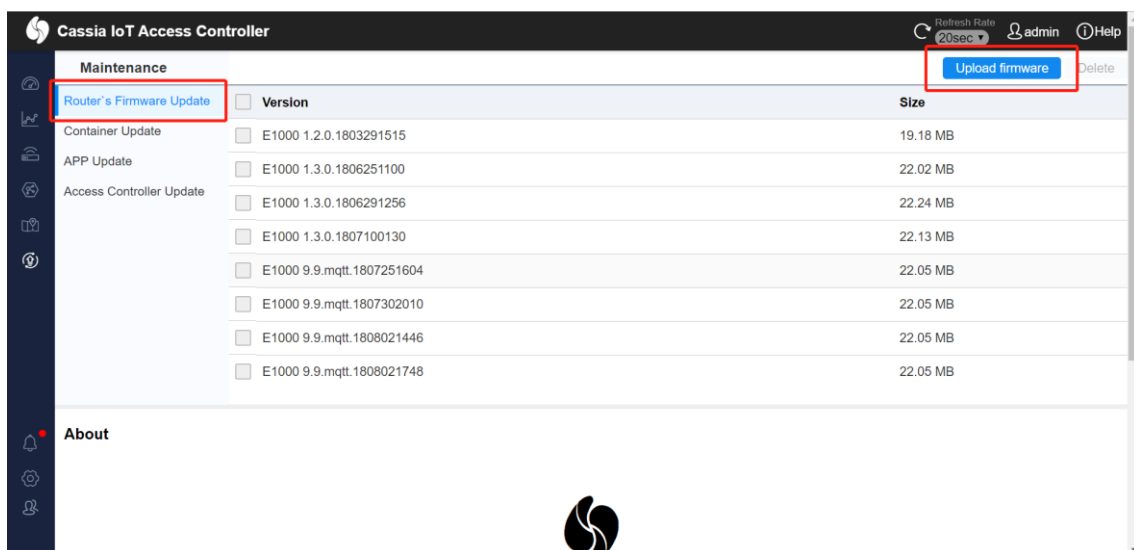 Cassia IoT Access Controller
Refresh Rate
20sec
admin
Help
Maintenance
Upload firmware
Delete
Router`s Firmware Update
Version
Size
Container Update
E1000 1.2.0.1803291515
19.18 MB
APP Update
E1000 1.3.0.1806251100
22.02 MB
Access Controller Update
E1000 1.3.0.1806291256
22.24 MB
E1000 1.3.0.1807100130
22.13 MB
E1000 9.9.mqtt.1807251604
22.05 MB
E1000 9.9.mqtt.1807302010
22.05 MB
E1000 9.9.mqtt.1808021446
22.05 MB
E1000 9.9.mqtt.1808021748
22.05 MB
About